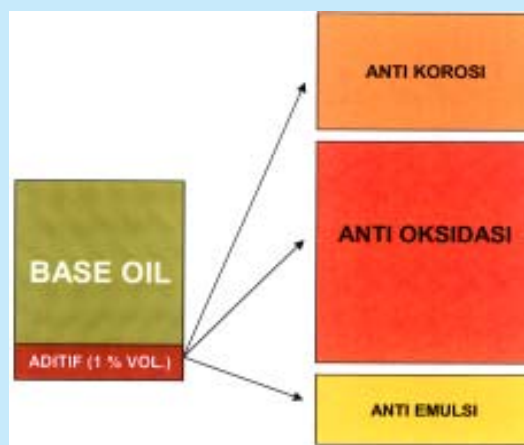 ANTI KOROSI
BASE OIL
ADITIF (1 % VOL.)
ANTI OKSIDASI
ANTI EMULSI